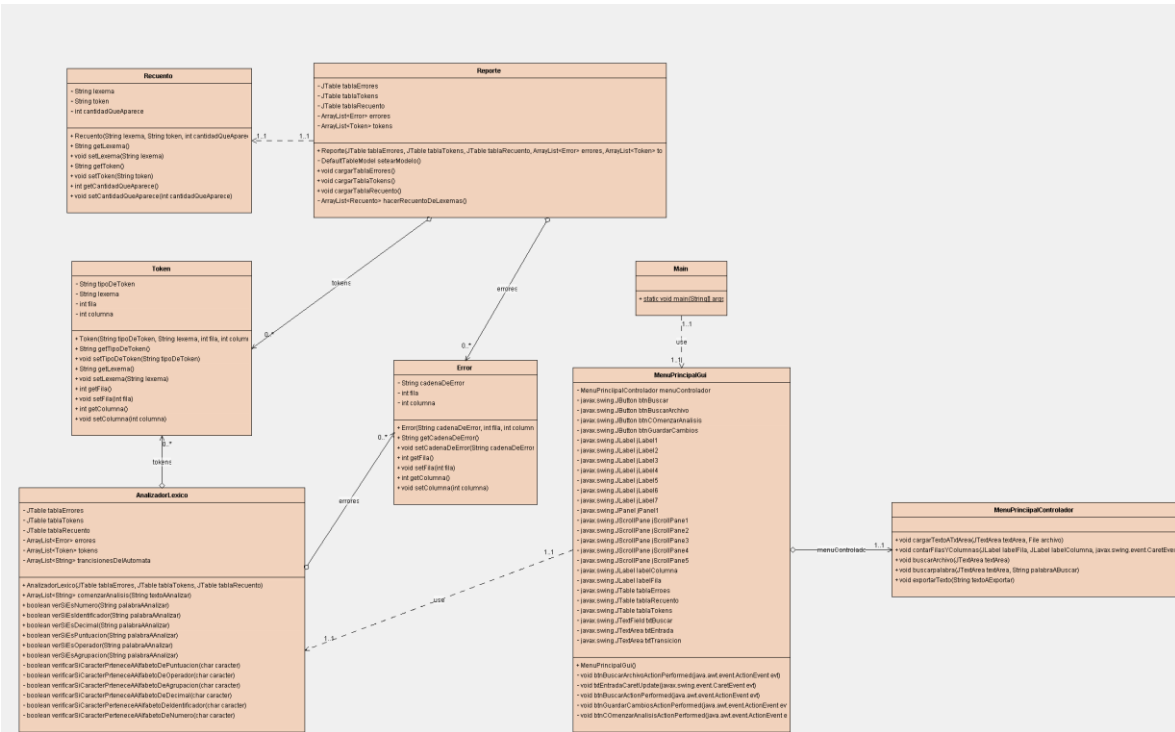 Recuento
- String lexema
- String token
- int cantidadQueAparece
+ Recuento(String lexema, String token, int cantidadQueApare
+ String getLexema()
+ void setLexema(String lexema)
+ String getToken()
+ void setToken(String token)
+ int getCantidadQueAparece()
+ void setCantidadQueAparece(int cantidadQueAparece)
1..1
1..1
Reporte
- JTable tablaErrores
- JTable tablaTokens
- JTable tablaRecuento
- ArrayList<Error> errores
- ArrayList<Token> tokens
+ Reporte(JTable tablaErrores, JTable tablaTokens, JTable tablaRecuento, ArrayList<Error> errores, ArrayList<Token> to
- DefaultTableModel setearModelo()
+ void cargarTablaErrores()
+ void cargarTablaTokens()
+ void cargarTablaRecuento()
- ArrayList<Recuento> hacerRecuentoDeLexemas()
tokens
0..*
errores
0..*
Token
- String tipoDeToken
- String lexema
- int fila
- int columna
+ Token(String tipoDeToken, String lexema, int fila, int colum
+ String getTipoDeToken()
+ void setTipoDeToken(String tipoDeToken)
+ String getLexema()
+ void setLexema(String lexema)
+ int getFila()
+ void setFila(int fila)
+ int getColumna()
+ void setColumna(int columna)
0..*
tokens
Main
+ static void main(String[] args
1..1
use
1..1
Error
- String cadenaDeError
- int fila
- int columna
+ Error(String cadenaDeError, int fila, int column
+ String getCadenaDeError()
+ void setCadenaDeError(String cadenaDeError
+ int getFila()
+ void setFila(int fila)
+ int getColumna()
+ void setColumna(int columna)
0..*
errores
AnalizadorLexico
- JTable tablaErrores
- JTable tablaTokens
- JTable tablaRecuento
- ArrayList<Error> errores
- ArrayList<Token> tokens
- ArrayList<String> trancisionesDelAutomata
+ AnalizadorLexico(JTable tablaErrores, JTable tablaTokens, JTable tablaRecuento)
+ ArrayList<String> comenzarAnalisis(String textoAAnalizar)
+ boolean verSiEsNumero(String palabraAAnalizar)
+ boolean verSiEsIdentificador(String palabraAAnalizar)
+ boolean verSiEsDecimal(String palabraAAnalizar)
+ boolean verSiEsPuntuacion(String palabraAAnalizar)
+ boolean verSiEsOperador(String palabraAAnalizar)
+ boolean verSiEsAgrupacion(String palabraAAnalizar)
- boolean verificarSiCaracterPrteneceAAlfabetoDePuntuacion(char caracter)
- boolean verificarSiCaracterPrteneceAAlfabetoDeOperador(char caracter)
- boolean verificarSiCaracterPrteneceAAlfabetoDeAgrupacion(char caracter)
- boolean verificarSiCaracterPrteneceAAlfabetoDeDecimal(char caracter)
- boolean verificarSiCaracterPerteneceAAlfabetoDeIdentificador(char caracter)
- boolean verificarSiCaracterPerteneceAAlfabetoDeNumero(char caracter)
1..1
use
1..1
MenuPrincipalGui
- MenuPrincipalControlador menuControlador
- javax.swing.JButton btnBuscar
- javax.swing.JButton btnBuscarArchivo
- javax.swing.JButton btnCOmenzarAnalisis
- javax.swing.JButton btnGuardarCambios
- javax.swing.JLabel jLabel1
- javax.swing.JLabel jLabel2
- javax.swing.JLabel jLabel3
- javax.swing.JLabel jLabel4
- javax.swing.JLabel jLabel5
- javax.swing.JLabel jLabel6
- javax.swing.JLabel jLabel7
- javax.swing.JPanel jPanel1
- javax.swing.JScrollPane jScrollPane1
- javax.swing.JScrollPane jScrollPane2
- javax.swing.JScrollPane jScrollPane3
- javax.swing.JScrollPane jScrollPane4
- javax.swing.JScrollPane jScrollPane5
- javax.swing.JLabel labelColumna
- javax.swing.JLabel labelFila
- javax.swing.JTable tablaErroes
- javax.swing.JTable tablaRecuento
- javax.swing.JTable tablaTokens
- javax.swing.JTextField txtBuscar
- javax.swing.JTextArea txtEntrada
- javax.swing.JTextArea txtTransicion
+ MenuPrincipalGui()
- void btnBuscarArchivoActionPerformed(java.awt.event.ActionEvent evt)
- void txtEntradaCaretUpdate(javax.swing.event.CaretEvent evt)
- void btnBuscarActionPerformed(java.awt.event.ActionEvent evt)
- void btnGuardarCambiosActionPerformed(java.awt.event.ActionEvent ev
- void btnCOmenzarAnalisisActionPerformed(java.awt.event.ActionEvent e
menuControlado
1..1
MenuPrinciipalControlador
+ void cargarTextoATxtArea(JTextArea textArea, File archivo)
+ void contarFilasYColumnas(JLabel labelFila, JLabel labelColumna, javax.swing.event.CaretEve
+ void buscarArchivo(JTextArea textArea)
+ void buscarpalabra(JTextArea textArea, String palabraABuscar)
+ void exportarTexto(String textoAExportar)